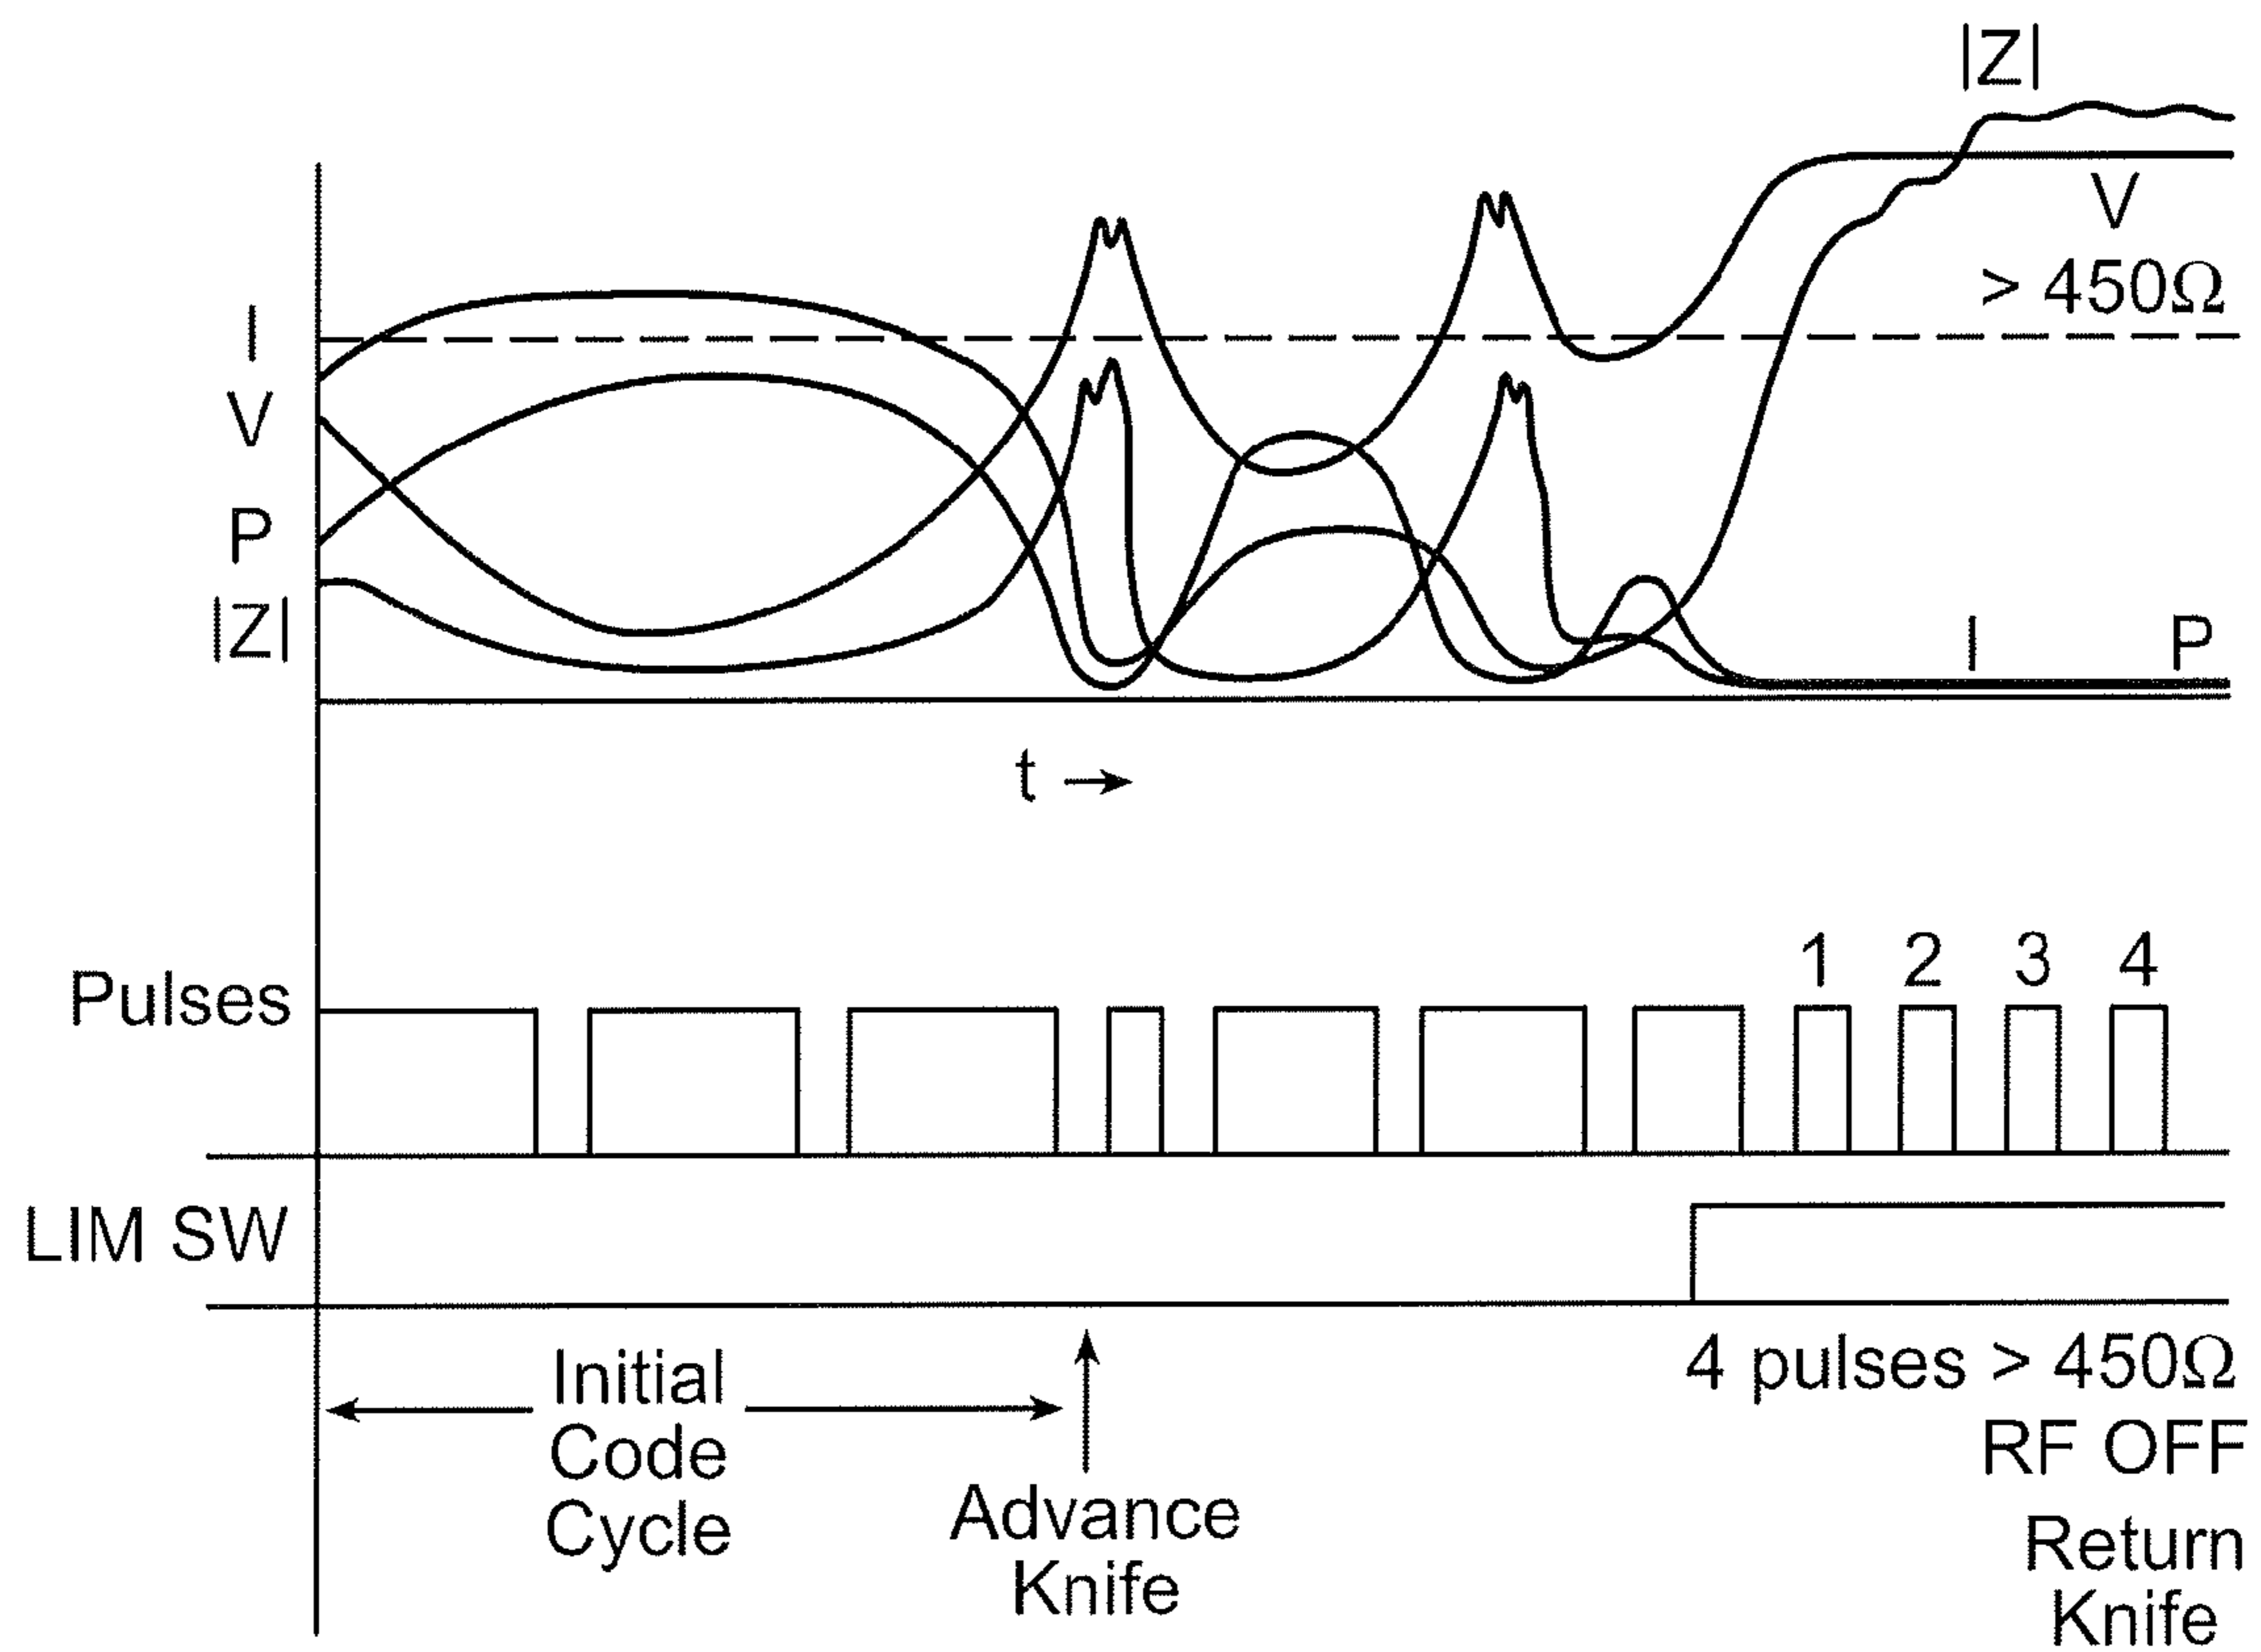 |Z|
V
> 450Ω
I
V
P
|Z|
I
P
t
Pulses
1
2
3
4
LIM SW
Initial
Code
Cycle
Advance
Knife
4 pulses > 450Ω
RF OFF
Return
Knife